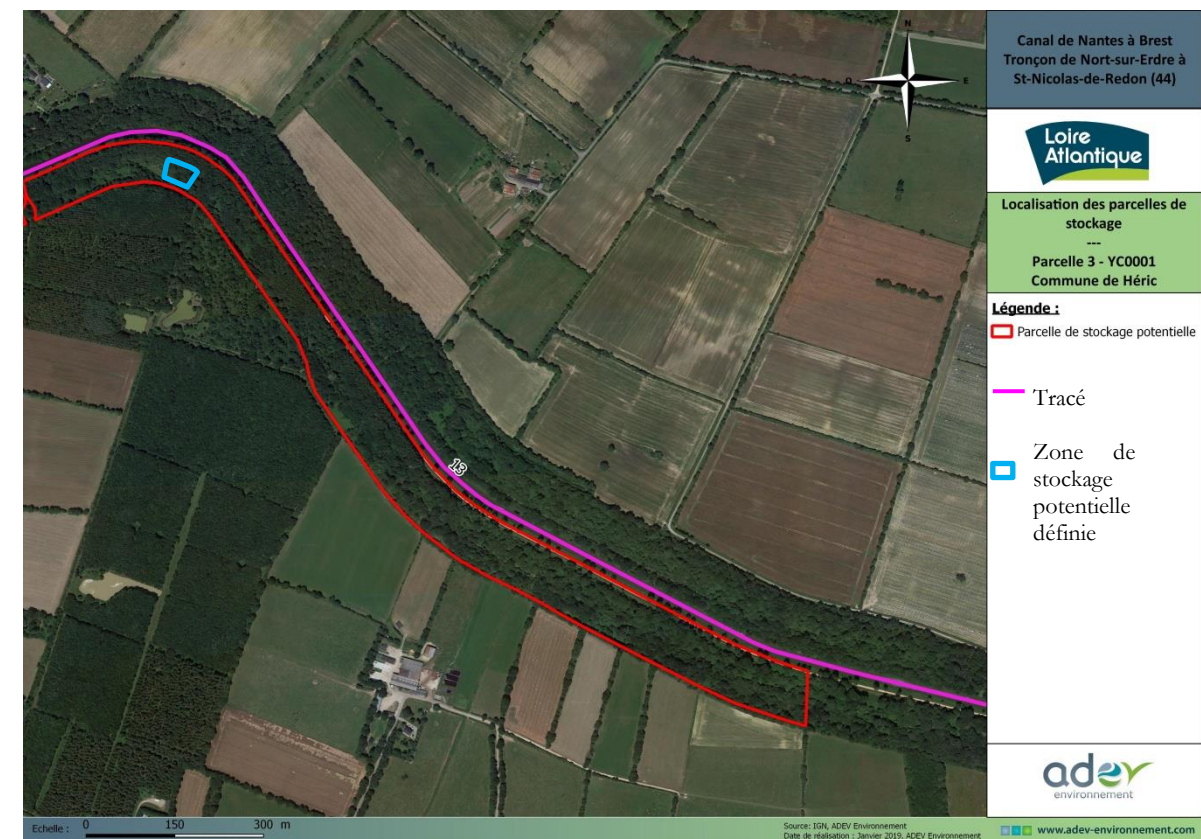 N
O
E
S
13
Canal de Nantes à Brest
Tronçon de Nort-sur-Erdre à
St-Nicolas-de-Redon (44)
Loire
Atlantique
Localisation des parcelles de
stockage
---
Parcelle 3 - YC0001
Commune de Héric
Légende :
Parcelle de stockage potentielle
Tracé
Zone de
stockage
potentielle
définie
adev
environnement
Echelle : 0 150 300 m
Source: IGN, ADEV Environnement
Date de réalisation : Janvier 2019, ADEV Environnement
www.adev-environnement.com